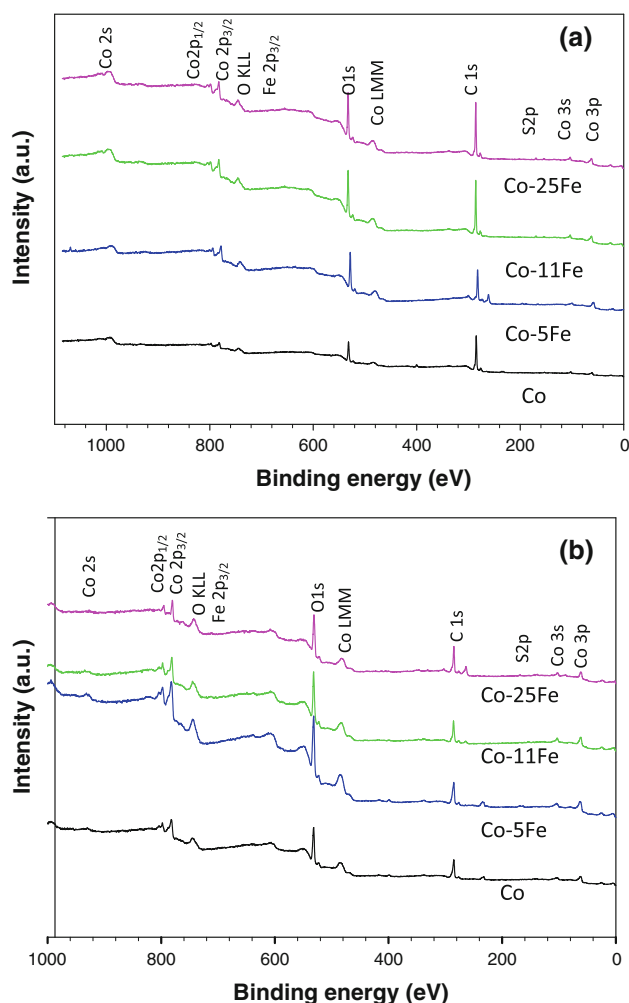 (a)
Co 2s
Co2p1/2
Co 2p3/2
O KLL
Fe 2p3/2
O1s
Co LMM
C 1s
S2p
Co 3s
Co 3p
Co-25Fe
Co-11Fe
Co-5Fe
Co
Intensity (a.u.)
1000 800 600 400 200 0
Binding energy (eV)
(b)
Co 2s
Co2p1/2
Co 2p3/2
O KLL
Fe 2p3/2
O1s
Co LMM
C 1s
S2p
Co 3s
Co 3p
Co-25Fe
Co-11Fe
Co-5Fe
Co
Intensity (a.u.)
1000 800 600 400 200 0
Binding energy (eV)